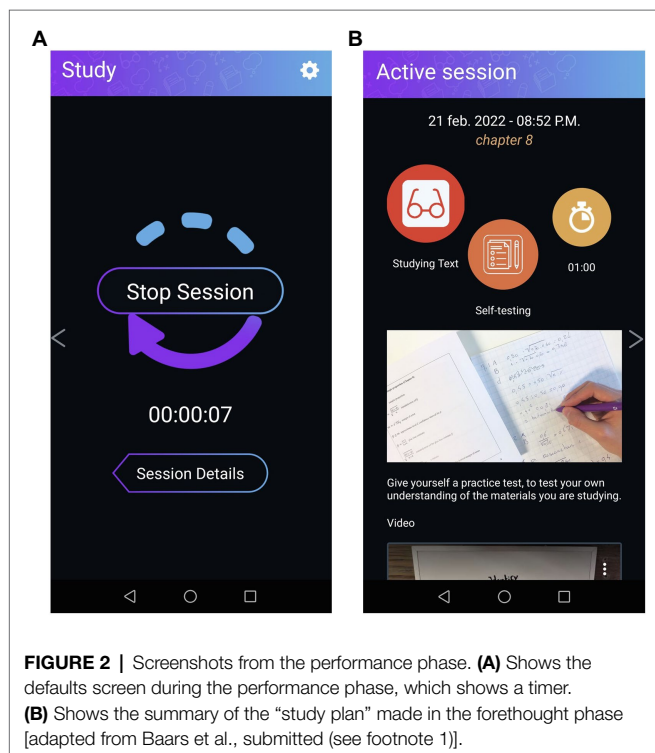 A
Study
Stop Session
00:00:07
Session Details
B
Active session
21 feb. 2022 - 08:52 P.M.
chapter 8
Studying Text
Self-testing
01:00
Give yourself a practice test, to test your own
understanding of the materials you are studying.
Video
FIGURE 2 | Screenshots from the performance phase. (A) Shows the
defaults screen during the performance phase, which shows a timer.
(B) Shows the summary of the “study plan” made in the forethought phase
[adapted from Baars et al., submitted (see footnote 1)].